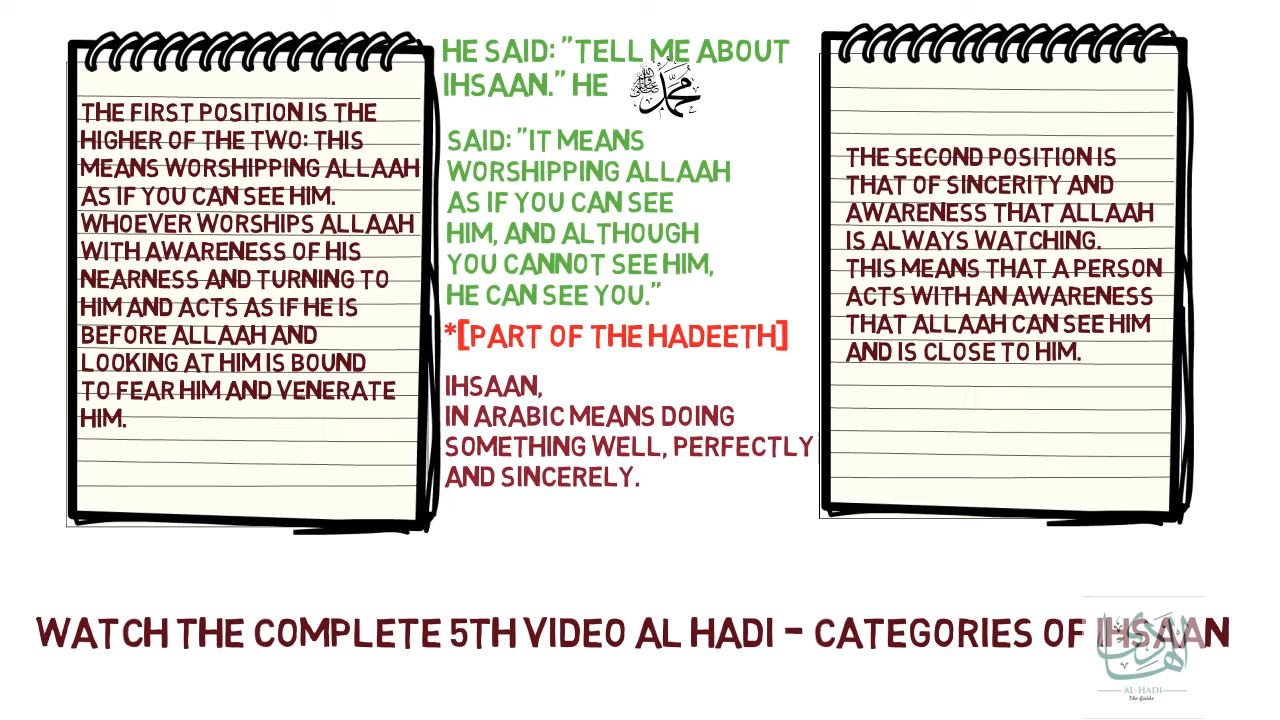 THE FIRST POSITION IS THE
HIGHER OF THE TWO: THIS
MEANS WORSHIPPING ALLAAH
AS IF YOU CAN SEE HIM.
WHOEVER WORSHIPS ALLAAH
WITH AWARENESS OF HIS
NEARNESS AND TURNING TO
HIM AND ACTS AS IF HE IS
BEFORE ALLAAH AND
LOOKING AT HIM IS BOUND
TO FEAR HIM AND VENERATE
HIM.
HE SAID: "TELL ME ABOUT
IHSAAN." HE
SAID: "IT MEANS
WORSHIPPING ALLAAH
AS IF YOU CAN SEE
HIM, AND ALTHOUGH
YOU CANNOT SEE HIM,
HE CAN SEE YOU."
*[PART OF THE HADEETH]
IHSAAN,
IN ARABIC MEANS DOING
SOMETHING WELL, PERFECTLY
AND SINCERELY.
THE SECOND POSITION IS
THAT OF SINCERITY AND
AWARENESS THAT ALLAAH
IS ALWAYS WATCHING.
THIS MEANS THAT A PERSON
ACTS WITH AN AWARENESS
THAT ALLAAH CAN SEE HIM
AND IS CLOSE TO HIM.
WATCH THE COMPLETE 5TH VIDEO AL HADI - CATEGORIES OF IHSAAN
AL-HADI
The Guide